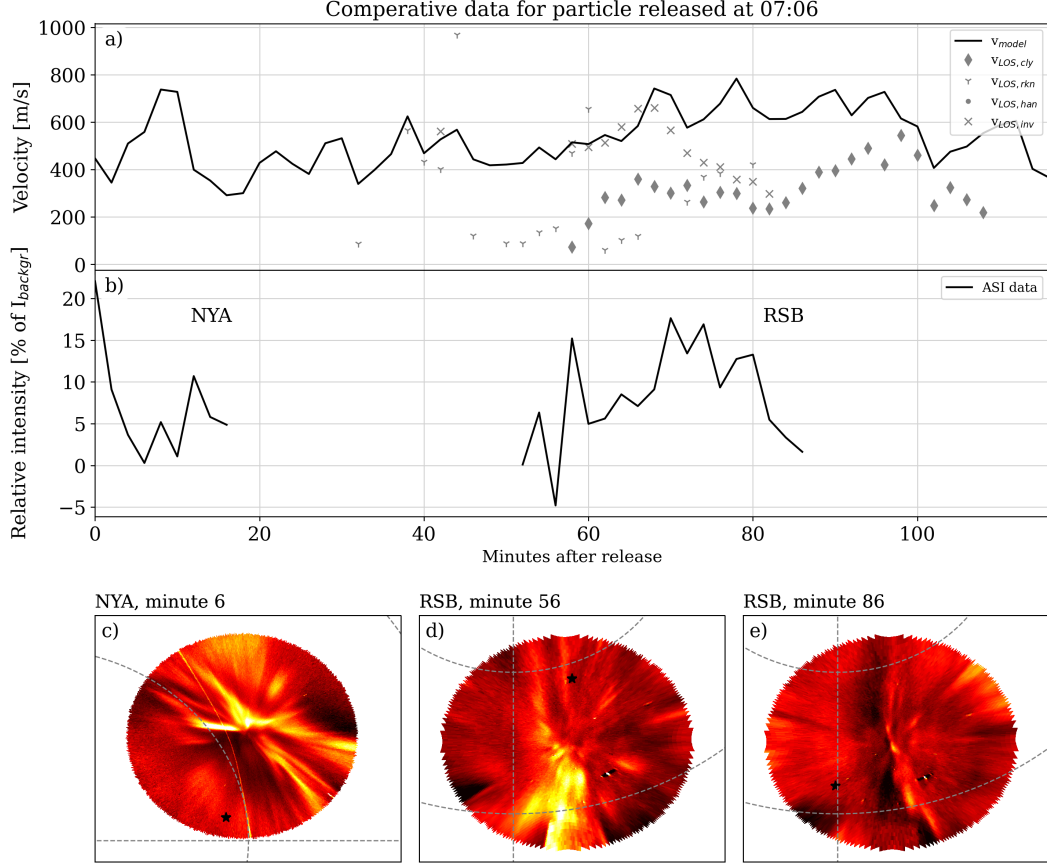 Comperative data for particle released at 07:06
a)
Velocity [m/s]
1000
800
600
400
200
0
v_model
v_LOS,cly
v_LOS,rkn
v_LOS,han
v_LOS,inv
b)
Relative intensity [% of I_backgr]
20
15
10
5
0
−5
NYA
RSB
ASI data
0 20 40 60 80 100
Minutes after release
NYA, minute 6
RSB, minute 56
RSB, minute 86
c)
d)
e)